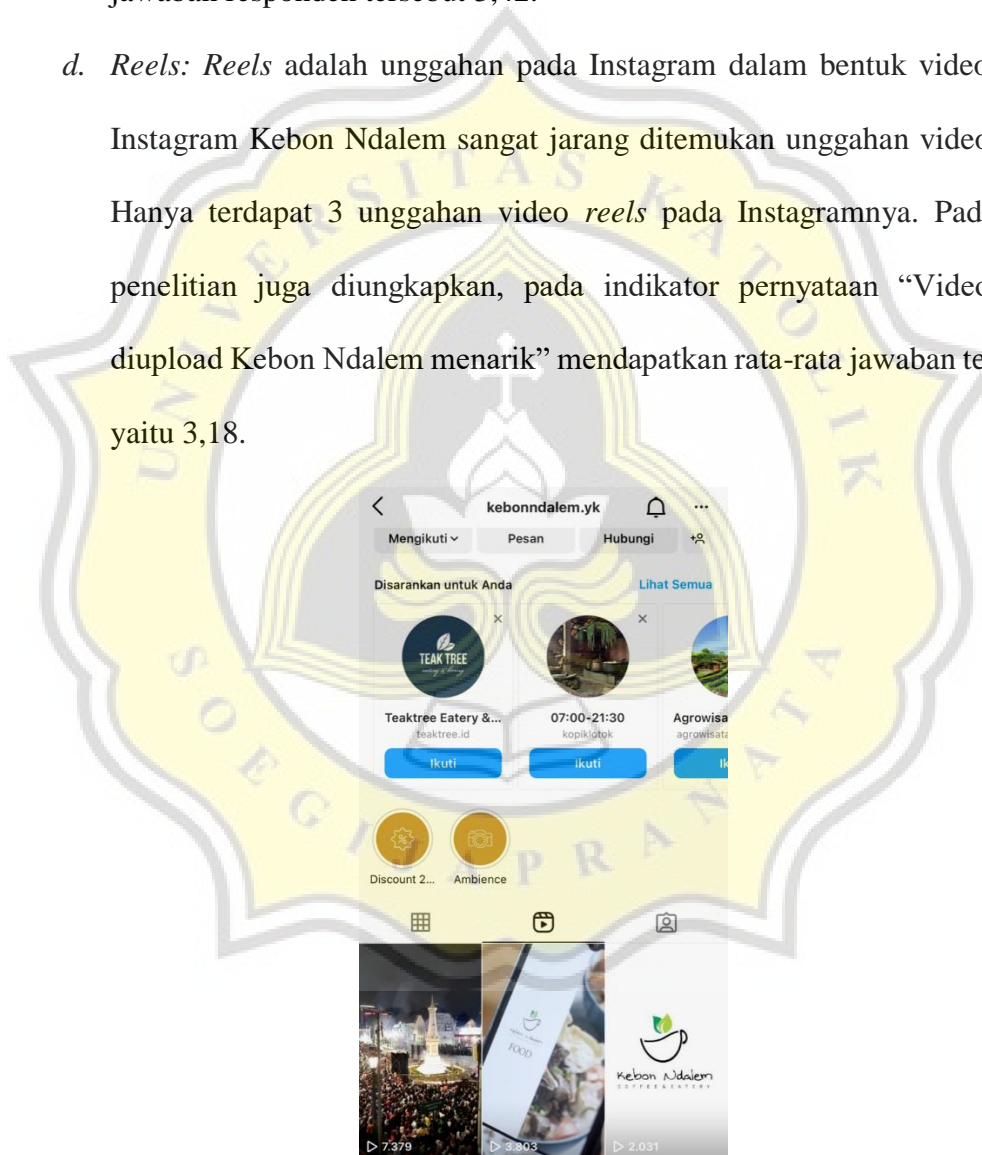 jawaban responden tersebut 3,42.
d. Reels: Reels adalah unggahan pada Instagram dalam bentuk video
Instagram Kebon Ndalem sangat jarang ditemukan unggahan video
Hanya terdapat 3 unggahan video reels pada Instagramnya. Pad
penelitian juga diungkapkan, pada indikator pernyataan “Video
diupload Kebon Ndalem menarik” mendapatkan rata-rata jawaban te
yaitu 3,18.
UNIVERSITAS KATOLIK
SOEGIJAPRANATA
kebonndalem.yk
Mengikuti Pesan Hubungi
Disarankan untuk Anda Lihat Semua
TEAK TREE
Teaktree Eatery &... 07:00-21:30 Agrowisa
teaktree.id kopiklotok agrowisata
Ikuti Ikuti Ik
Discount 2... Ambience
FOOD
Kebon Ndalem
COFFEE & EATERY
7.379 3.803 2.031